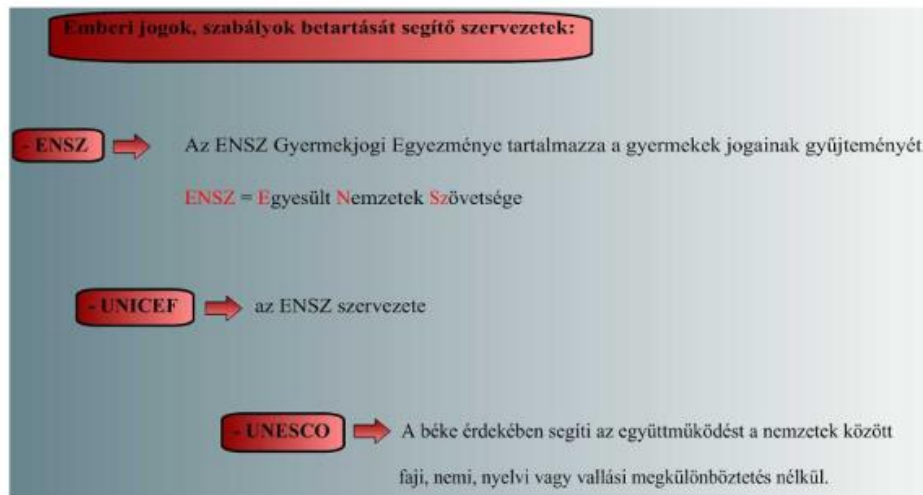 Emberi jogok, szabályok betartását segítő szervezetek:
- ENSZ Az ENSZ Gyermekjogi Egyezménye tartalmazza a gyermekek jogainak gyűjteményét
ENSZ = Egyesült Nemzetek Szövetsége
- UNICEF az ENSZ szervezete
- UNESCO A béke érdekében segíti az együttműködést a nemzetek között
faji, nemi, nyelvi vagy vallási megkülönböztetés nélkül.